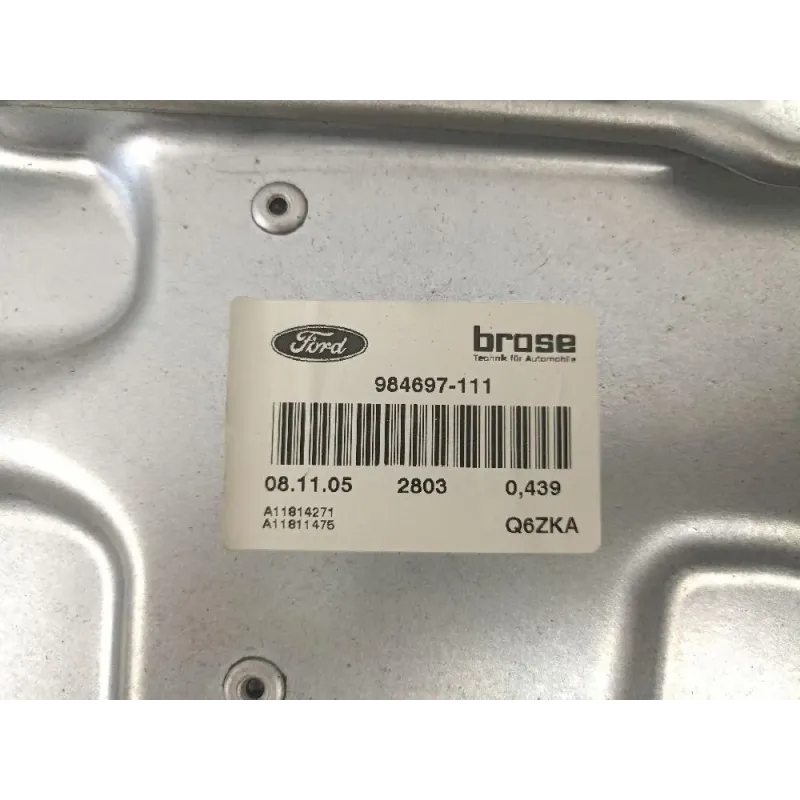 Ford brose
Technik für Automobile
984697-111
08.11.05 2803 0,439
A11814271
A11811475 Q6ZKA